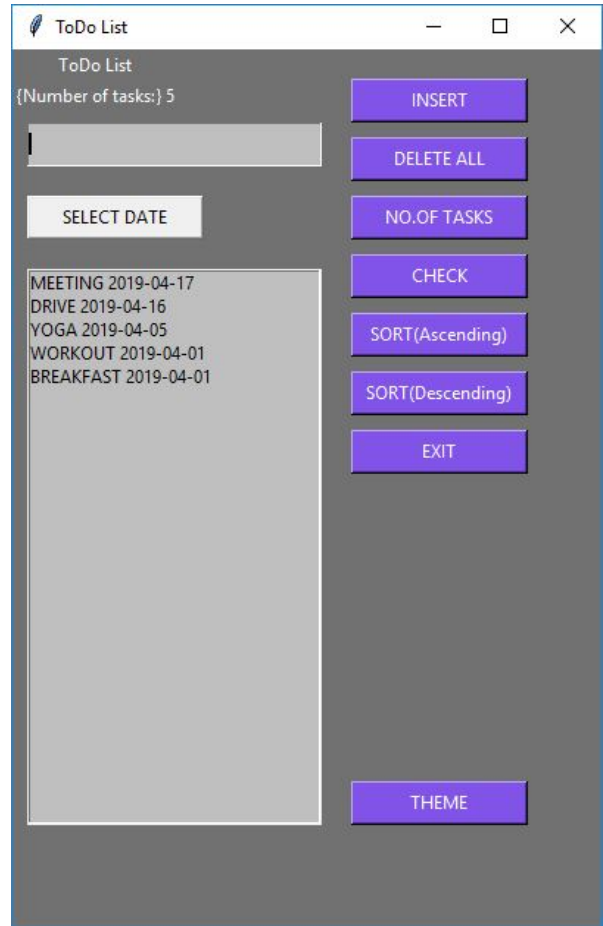 ToDo List
ToDo List
{Number of tasks:} 5
SELECT DATE
MEETING 2019-04-17
DRIVE 2019-04-16
YOGA 2019-04-05
WORKOUT 2019-04-01
BREAKFAST 2019-04-01
INSERT
DELETE ALL
NO.OF TASKS
CHECK
SORT(Ascending)
SORT(Descending)
EXIT
THEME